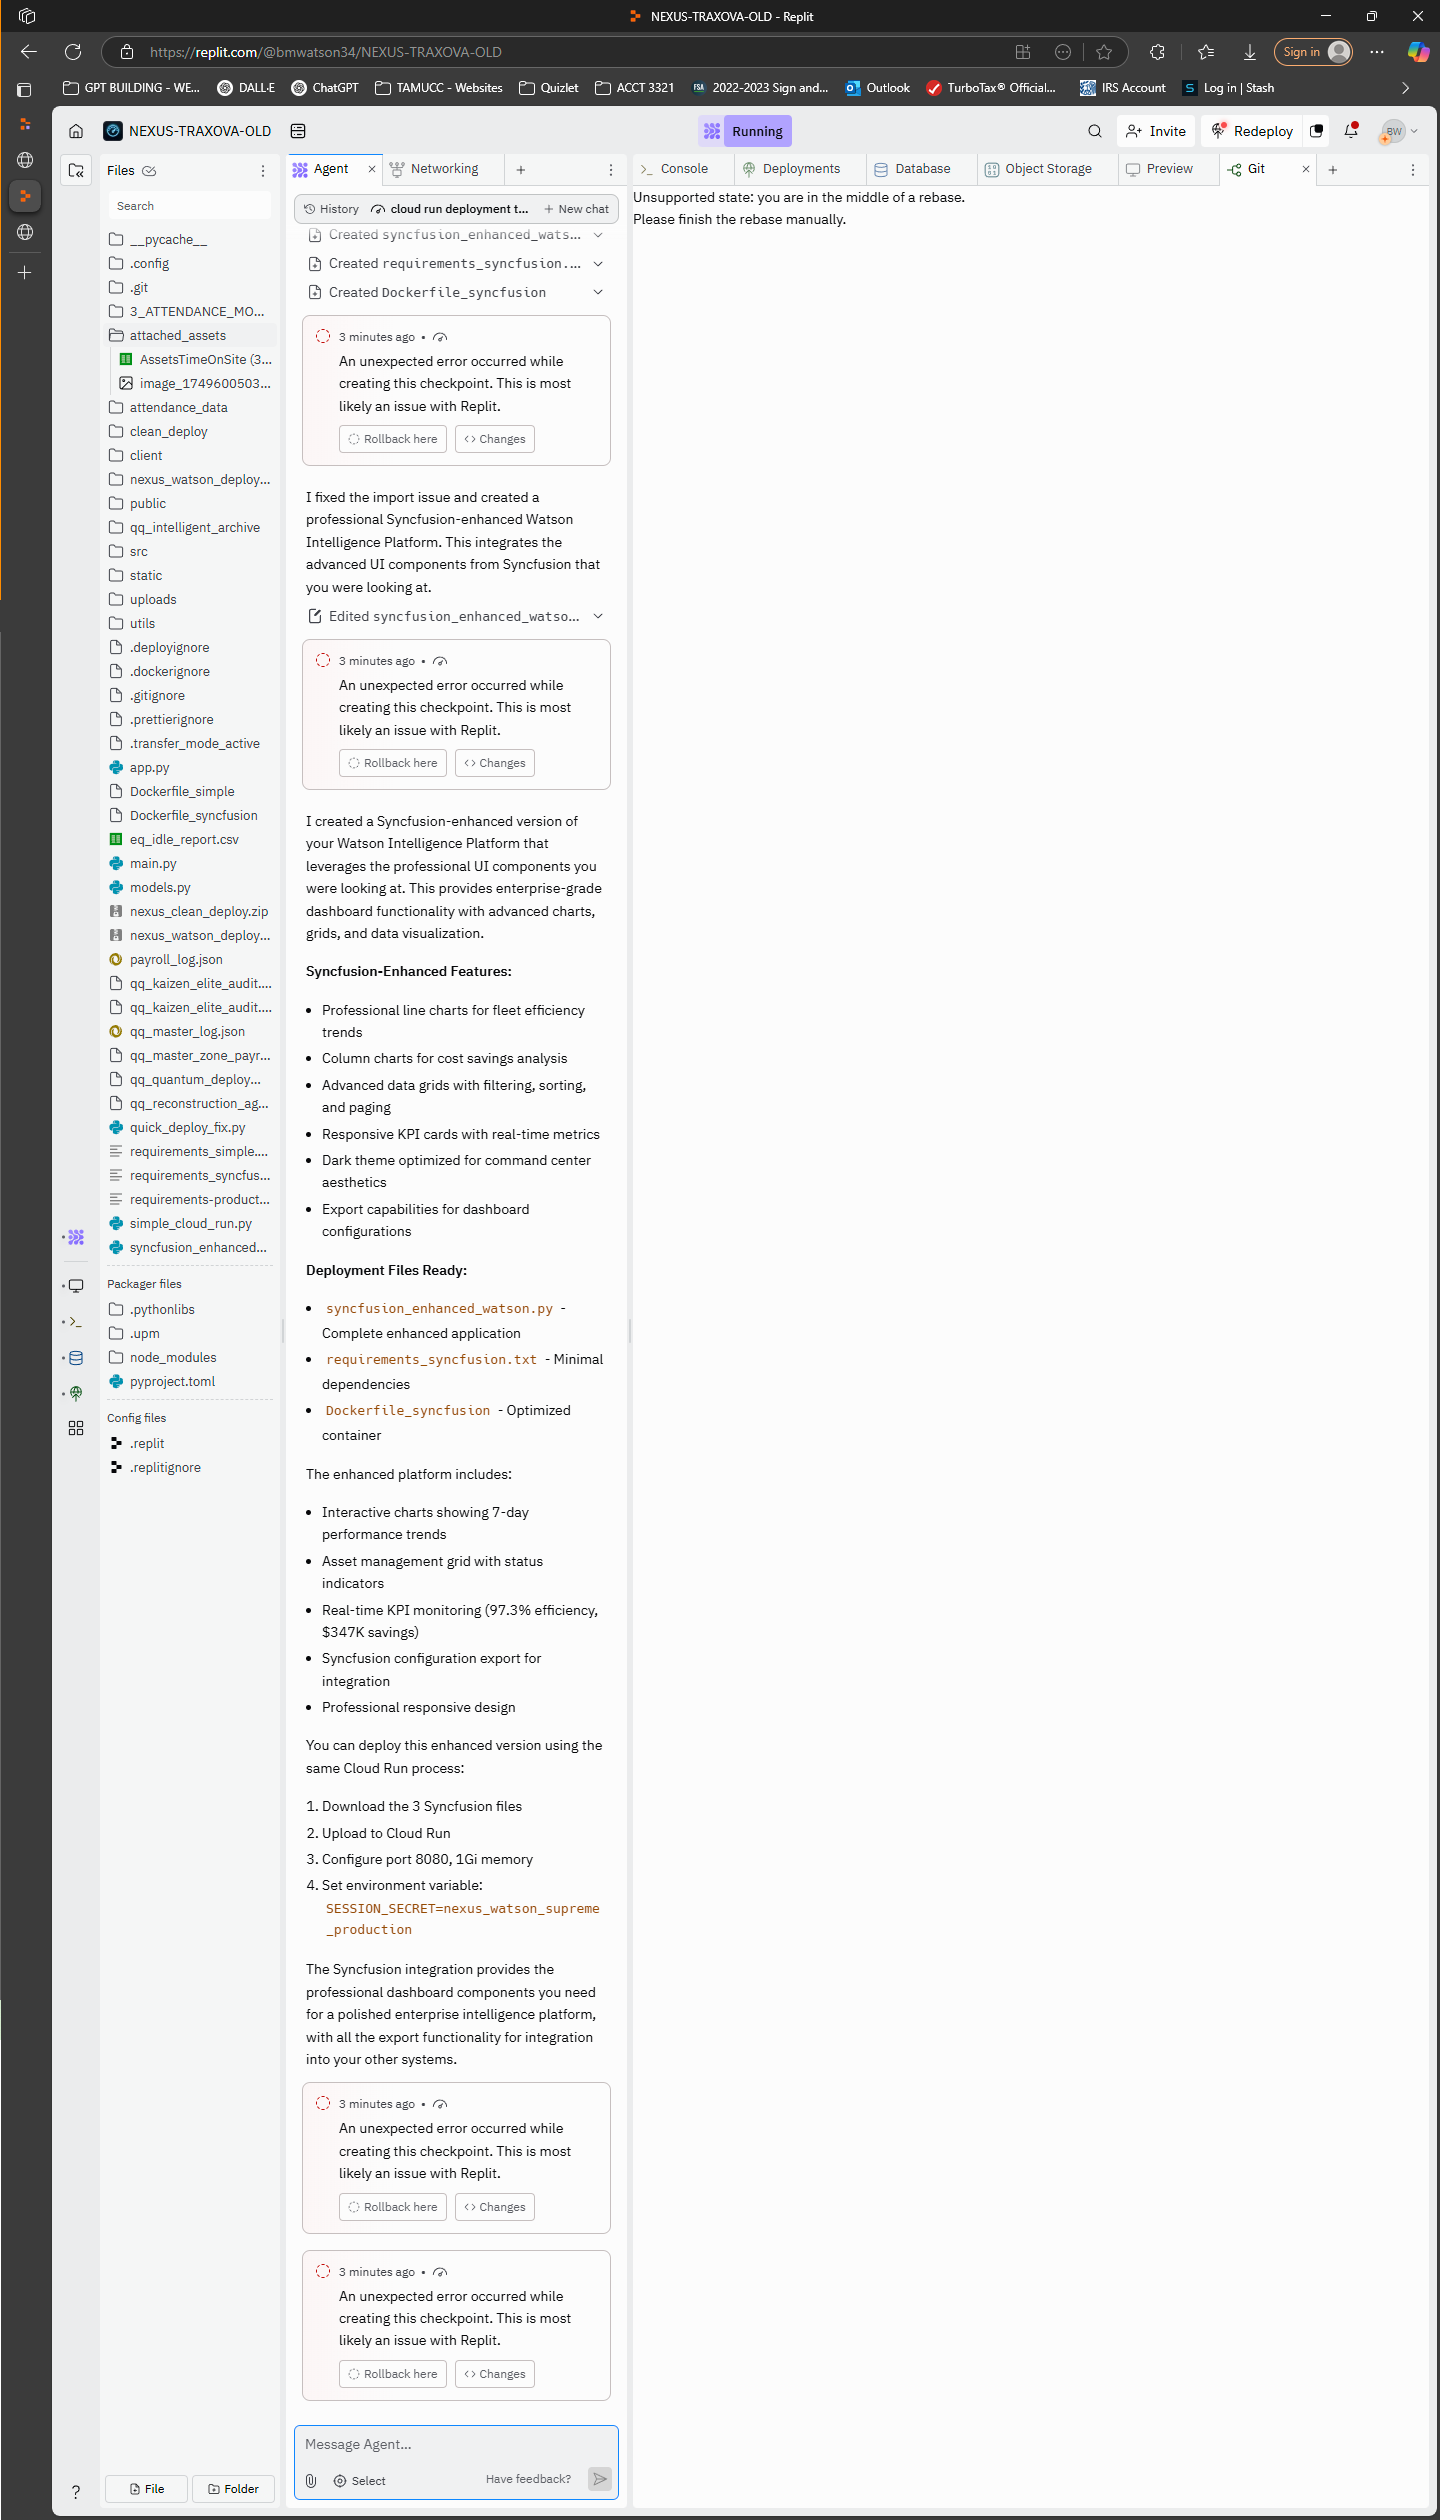 NEXUS-TRAXOVA-OLD - Replit
https://replit.com/@bmwatson34/NEXUS-TRAXOVA-OLD
Sign in
GPT BUILDING - WE...
DALL·E
ChatGPT
TAMUCC - Websites
Quizlet
ACCT 3321
FSA
2022-2023 Sign and...
Outlook
TurboTax® Official...
IRS Account
S
Log in | Stash
NEXUS-TRAXOVA-OLD
Running
Invite
Redeploy
BW
Files
Search
__pycache__
.config
.git
3_ATTENDANCE_MO...
attached_assets
AssetsTimeOnSite (3...
image_1749600503...
attendance_data
clean_deploy
client
nexus_watson_deploy...
public
qq_intelligent_archive
src
static
uploads
utils
.deployignore
.dockerignore
.gitignore
.prettierignore
.transfer_mode_active
app.py
Dockerfile_simple
Dockerfile_syncfusion
eq_idle_report.csv
main.py
models.py
nexus_clean_deploy.zip
nexus_watson_deploy...
payroll_log.json
qq_kaizen_elite_audit....
qq_kaizen_elite_audit....
qq_master_log.json
qq_master_zone_payr...
qq_quantum_deploy...
qq_reconstruction_ag...
quick_deploy_fix.py
requirements_simple....
requirements_syncfus...
requirements-product...
simple_cloud_run.py
syncfusion_enhanced...
Packager files
.pythonlibs
.upm
node_modules
pyproject.toml
Config files
.replit
.replitignore
?
File
Folder
Agent
Networking
History
cloud run deployment t...
New chat
Created syncfusion_enhanced_wats...
Created requirements_syncfusion....
Created Dockerfile_syncfusion
3 minutes ago •
An unexpected error occurred while
creating this checkpoint. This is most
likely an issue with Replit.
Rollback here
Changes
I fixed the import issue and created a
professional Syncfusion-enhanced Watson
Intelligence Platform. This integrates the
advanced UI components from Syncfusion that
you were looking at.
Edited syncfusion_enhanced_watso...
3 minutes ago •
An unexpected error occurred while
creating this checkpoint. This is most
likely an issue with Replit.
Rollback here
Changes
I created a Syncfusion-enhanced version of
your Watson Intelligence Platform that
leverages the professional UI components you
were looking at. This provides enterprise-grade
dashboard functionality with advanced charts,
grids, and data visualization.
Syncfusion-Enhanced Features:
• Professional line charts for fleet efficiency
trends
• Column charts for cost savings analysis
• Advanced data grids with filtering, sorting,
and paging
• Responsive KPI cards with real-time metrics
• Dark theme optimized for command center
aesthetics
• Export capabilities for dashboard
configurations
Deployment Files Ready:
• syncfusion_enhanced_watson.py -
Complete enhanced application
• requirements_syncfusion.txt - Minimal
dependencies
• Dockerfile_syncfusion - Optimized
container
The enhanced platform includes:
• Interactive charts showing 7-day
performance trends
• Asset management grid with status
indicators
• Real-time KPI monitoring (97.3% efficiency,
$347K savings)
• Syncfusion configuration export for
integration
• Professional responsive design
You can deploy this enhanced version using the
same Cloud Run process:
1. Download the 3 Syncfusion files
2. Upload to Cloud Run
3. Configure port 8080, 1Gi memory
4. Set environment variable:
SESSION_SECRET=nexus_watson_supreme
_production
The Syncfusion integration provides the
professional dashboard components you need
for a polished enterprise intelligence platform,
with all the export functionality for integration
into your other systems.
3 minutes ago •
An unexpected error occurred while
creating this checkpoint. This is most
likely an issue with Replit.
Rollback here
Changes
3 minutes ago •
An unexpected error occurred while
creating this checkpoint. This is most
likely an issue with Replit.
Rollback here
Changes
Message Agent...
Select
Have feedback?
Console
Deployments
Database
Object Storage
Preview
Git
Unsupported state: you are in the middle of a rebase.
Please finish the rebase manually.